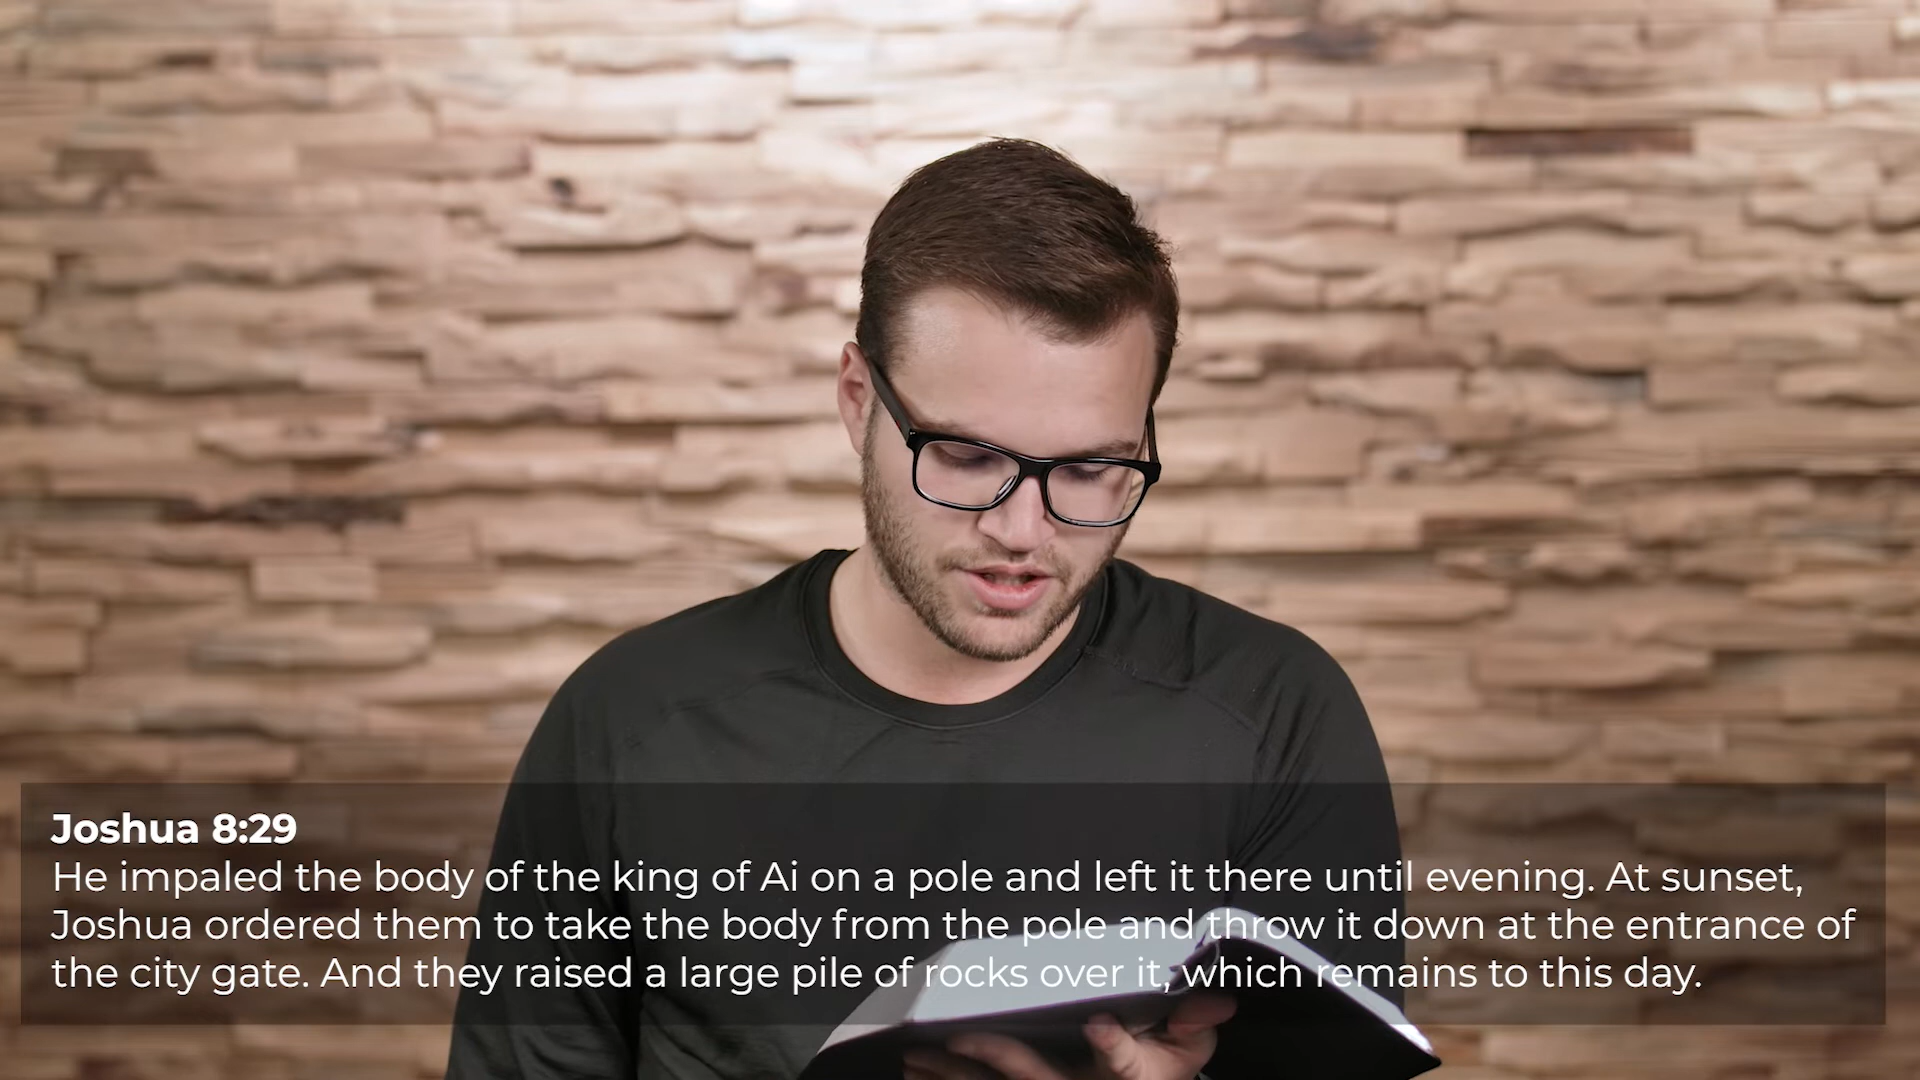 Joshua 8:29
He impaled the body of the king of Ai on a pole and left it there until evening. At sunset,
Joshua ordered them to take the body from the pole and throw it down at the entrance of
the city gate. And they raised a large pile of rocks over it, which remains to this day.